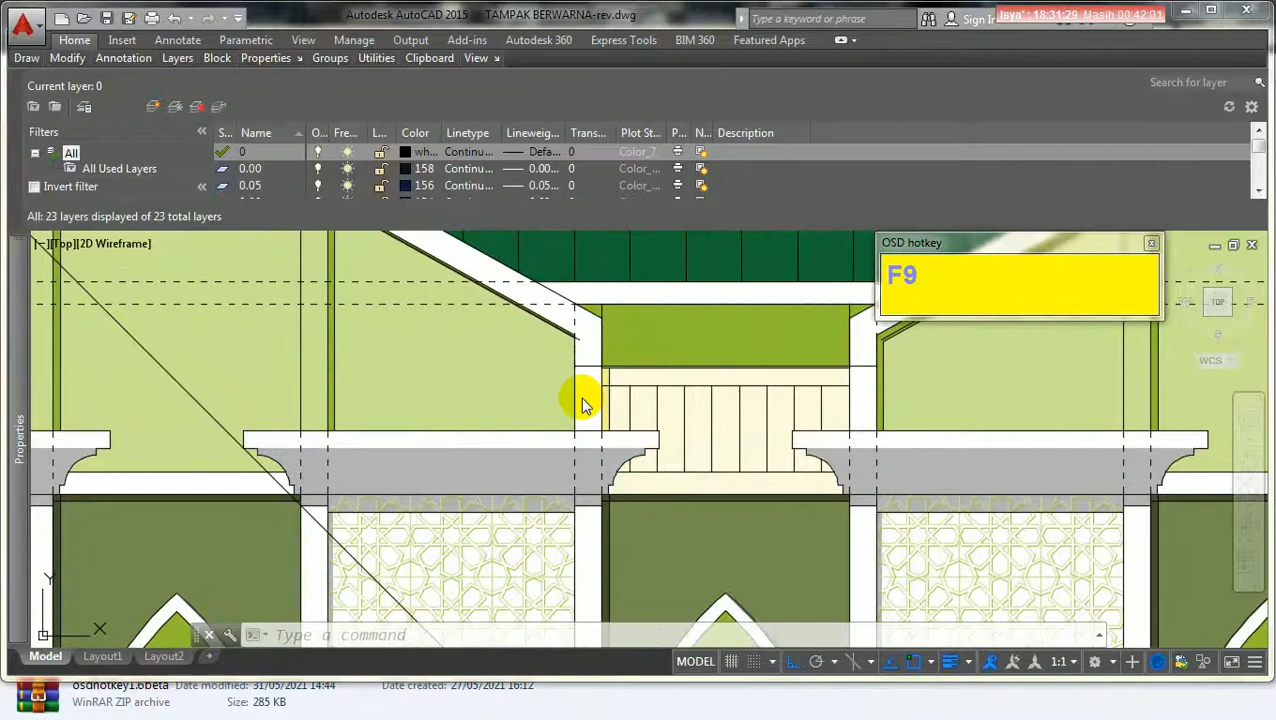 Autodesk AutoCAD 2015 TAMPAK BERWARNA-rev.dwg
Type a keyword or phrase
Sign In
Isya' : 18:31:29 Masih 00:42:01
Home Insert Annotate Parametric View Manage Output Add-ins Autodesk 360 Express Tools BIM 360 Featured Apps
Draw Modify Annotation Layers Block Properties Groups Utilities Clipboard View
Current layer: 0
Search for layer
Filters
S... Name O.. Fre... L... Color Linetype Lineweig... Trans... Plot St... P... N... Description
All
0 wh... Continu... Defa... 0 Color_7
All Used Layers
0.00 158 Continu... 0.00... 0 Color_...
Invert filter
0.05 156 Continu... 0.05... 0 Color_...
All: 23 layers displayed of 23 total layers
[−][Top][2D Wireframe]
OSD hotkey
F9
TOP
WCS
Properties
Y
X
Type a command
Model Layout1 Layout2 +
MODEL
1:1
osdhotkey1.bbeta Date modified: 31/05/2021 14:44 Date created: 27/05/2021 16:12
WinRAR ZIP archive Size: 285 KB